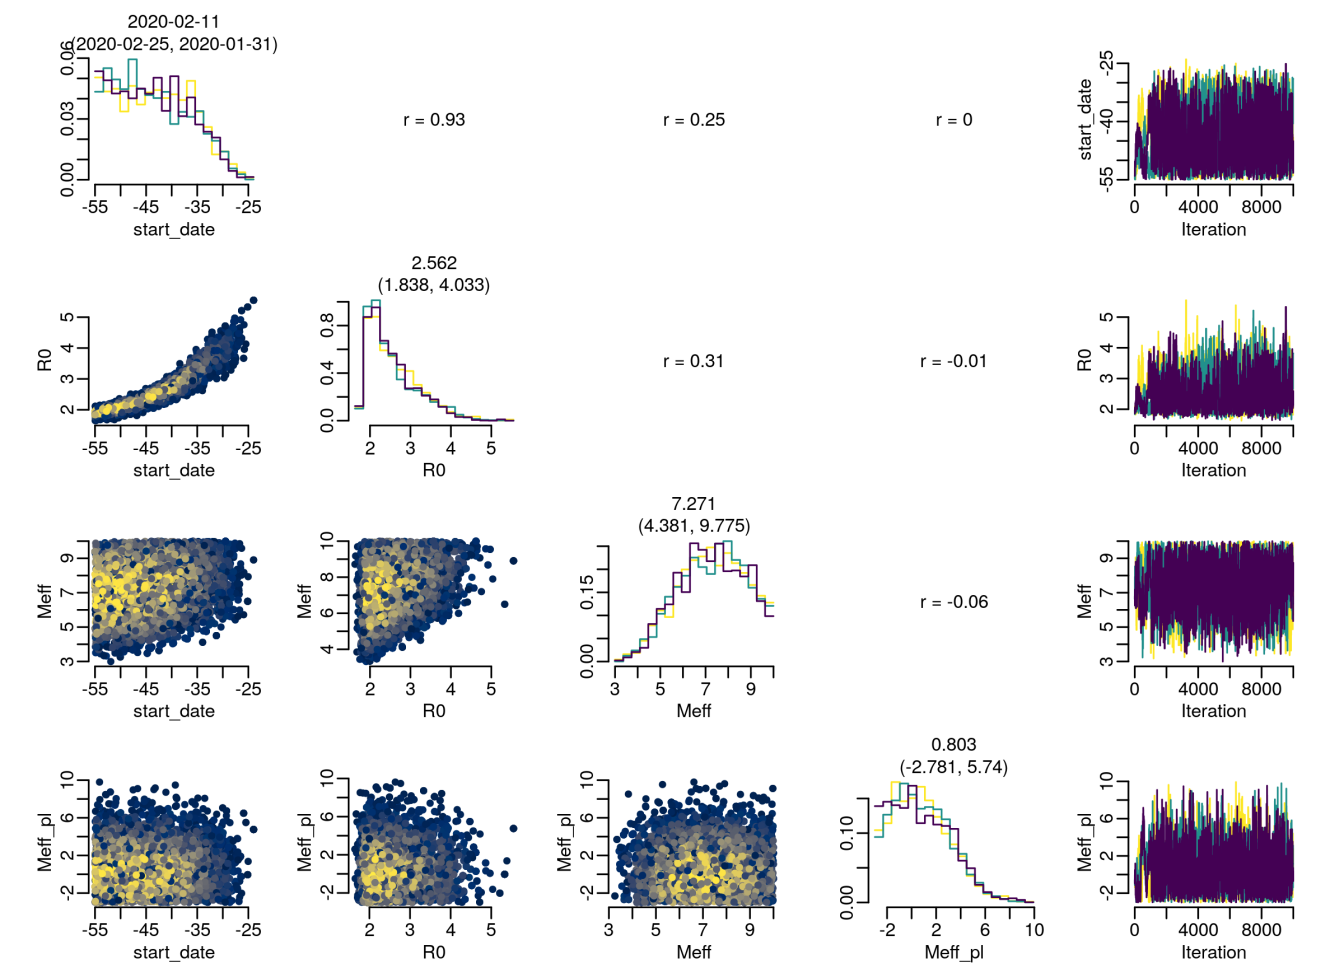 2020-02-11
(2020-02-25, 2020-01-31)
0.00 0.03 0.06
-55 -45 -35 -25
start_date
r = 0.93
r = 0.25
r = 0
start_date
-55 -40 -25
0 4000 8000
Iteration
R0
2 3 4 5
-55 -45 -35 -25
start_date
2.562
(1.838, 4.033)
0.0 0.4 0.8
2 3 4 5
R0
r = 0.31
r = -0.01
R0
2 3 4 5
0 4000 8000
Iteration
Meff
3 5 7 9
-55 -45 -35 -25
start_date
Meff
4 6 8 10
2 3 4 5
R0
7.271
(4.381, 9.775)
0.00 0.15
3 5 7 9
Meff
r = -0.06
Meff
3 5 7 9
0 4000 8000
Iteration
Meff_pl
-2 2 6 10
-55 -45 -35 -25
start_date
Meff_pl
-2 2 6 10
2 3 4 5
R0
Meff_pl
-2 2 6 10
3 5 7 9
Meff
0.803
(-2.781, 5.74)
0.00 0.10
-2 2 6 10
Meff_pl
Meff_pl
-2 2 6 10
0 4000 8000
Iteration